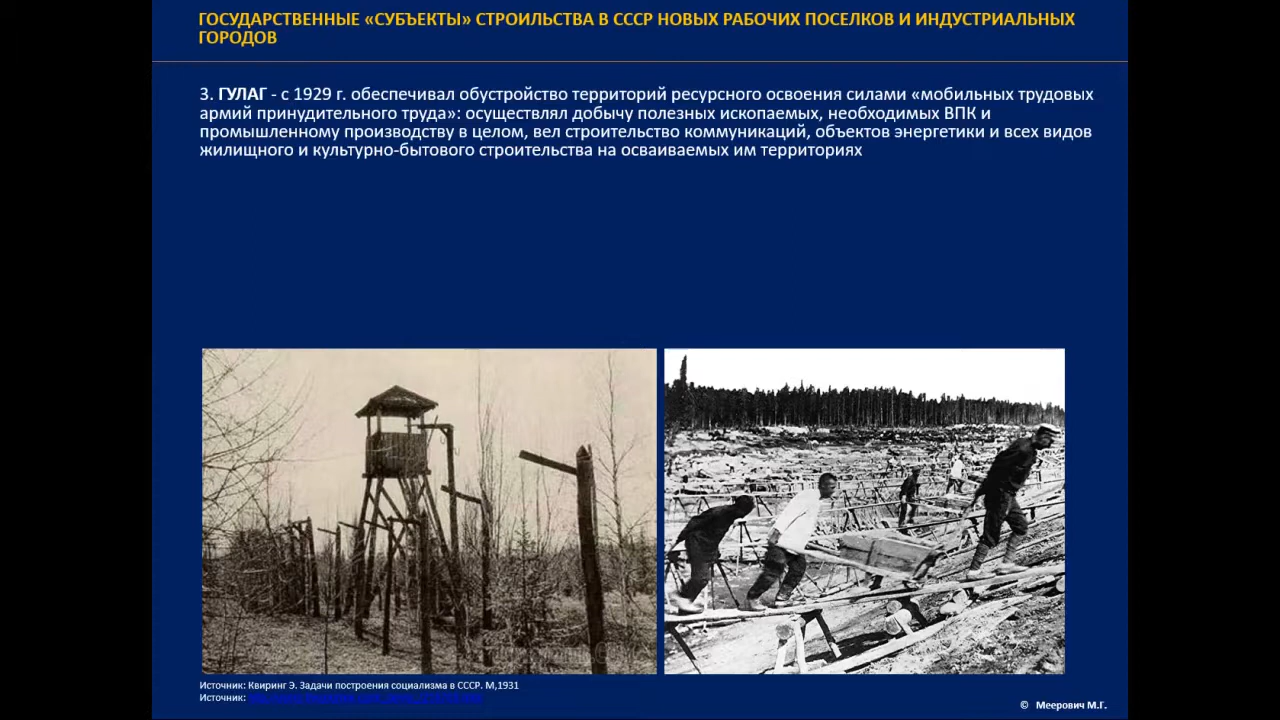 ГОСУДАРСТВЕННЫЕ «СУБЪЕКТЫ» СТРОИЛЬСТВА В СССР НОВЫХ РАБОЧИХ ПОСЕЛКОВ И ИНДУСТРИАЛЬНЫХ
ГОРОДОВ
3. ГУЛАГ - с 1929 г. обеспечивал обустройство территорий ресурсного освоения силами «мобильных трудовых
армий принудительного труда»: осуществлял добычу полезных ископаемых, необходимых ВПК и
промышленному производству в целом, вел строительство коммуникаций, объектов энергетики и всех видов
жилищного и культурно-бытового строительства на осваиваемых им территориях
Источник: Квиринг Э. Задачи построения социализма в СССР. М,1931
Источник:
© Меерович М.Г.